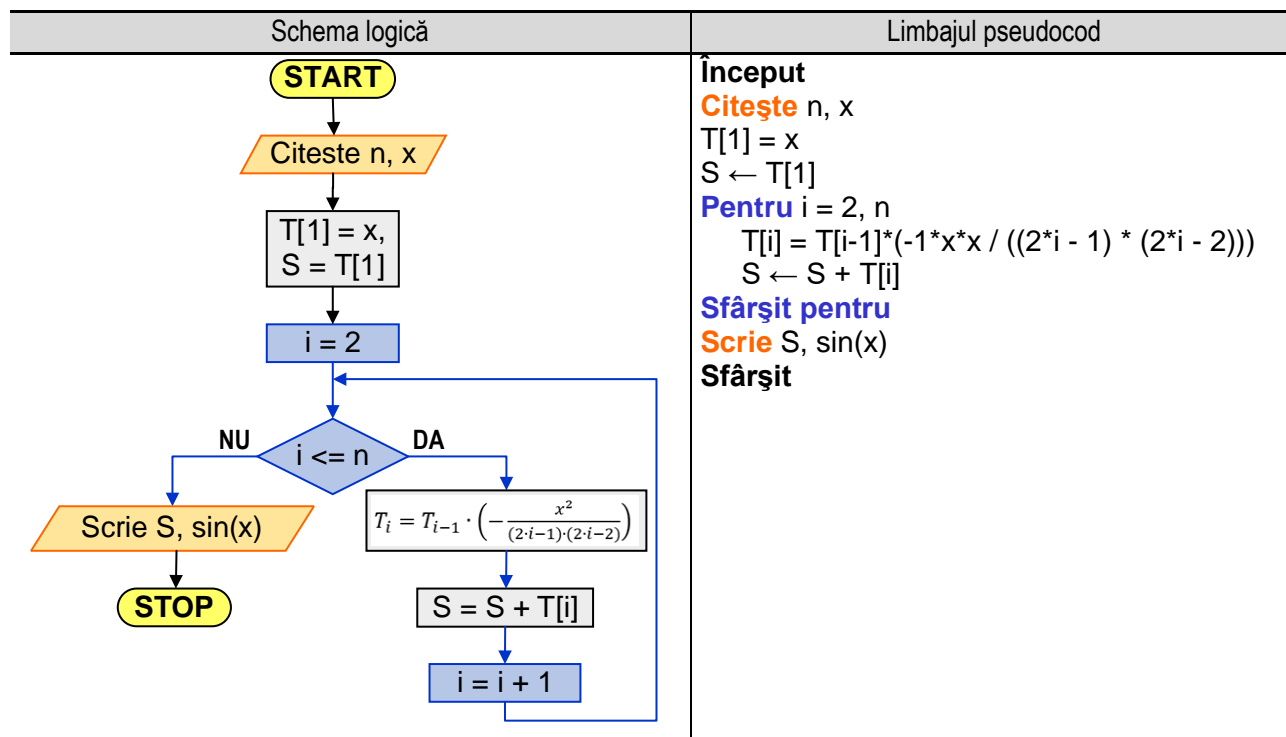 Schema logică
Limbajul pseudocod
START
Citeste n, x
T[1] = x,
S = T[1]
i = 2
NU
DA
i <= n
Scrie S, sin(x)
STOP
T_i = T_{i−1} · (− x² / ((2·i−1)·(2·i−2)))
S = S + T[i]
i = i + 1
Început
Citeşte n, x
T[1] = x
S ← T[1]
Pentru i = 2, n
T[i] = T[i-1]*(-1*x*x / ((2*i - 1) * (2*i - 2)))
S ← S + T[i]
Sfârşit pentru
Scrie S, sin(x)
Sfârşit